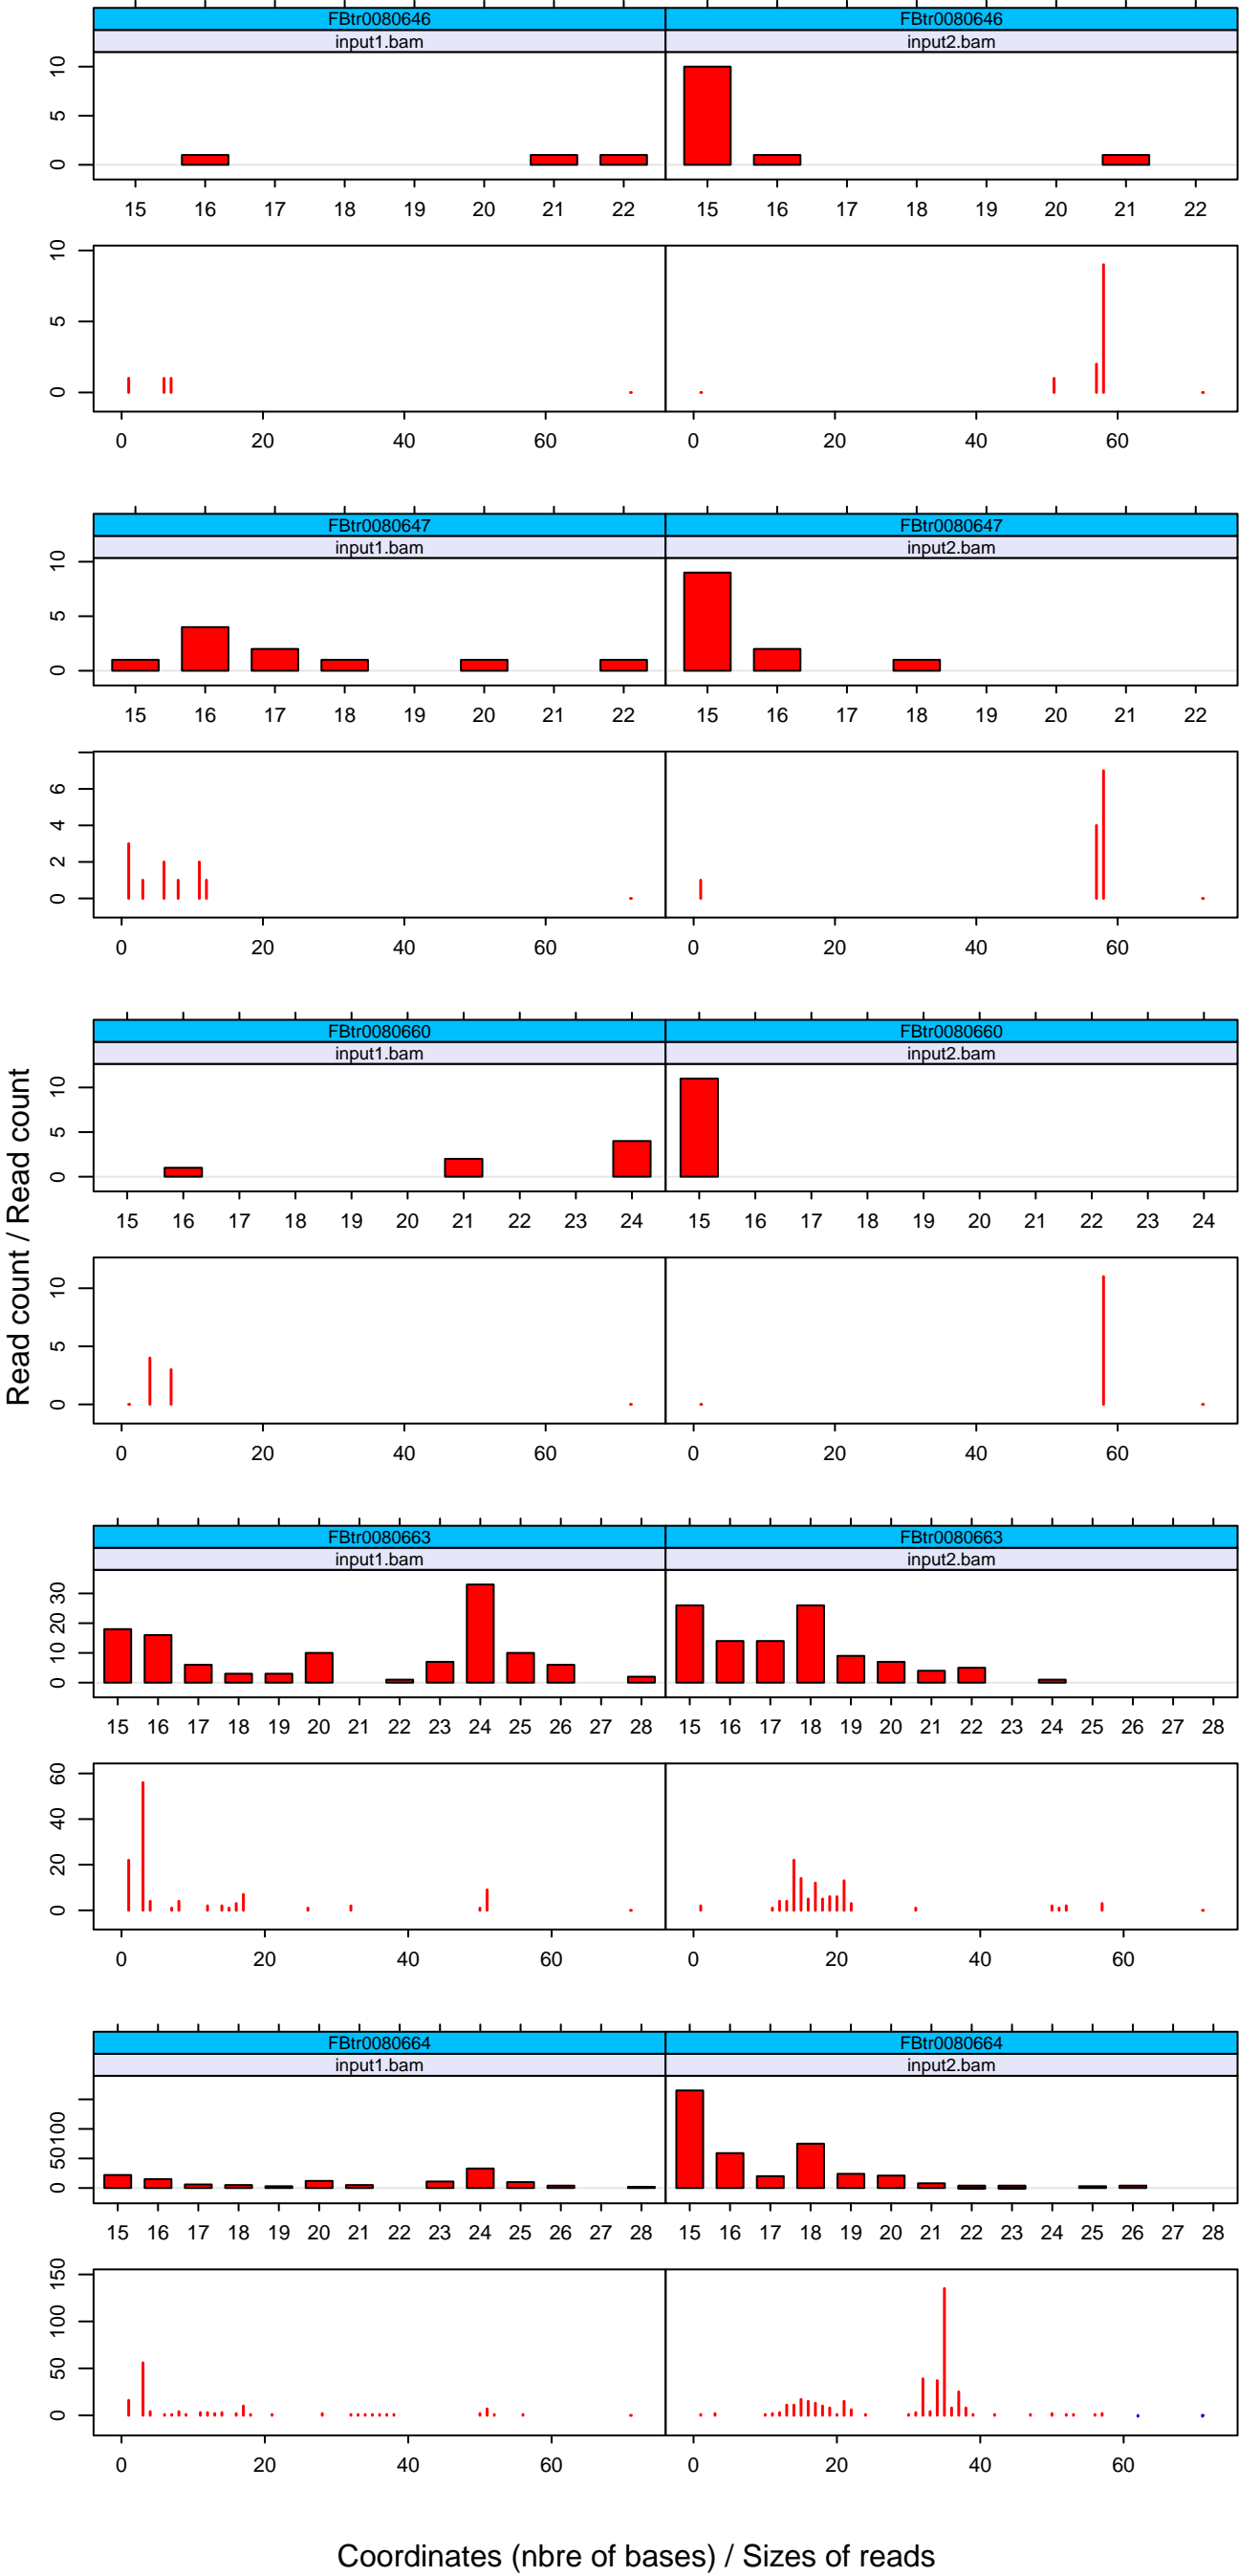 FBtr0080646 FBtr0080646
input1.bam input2.bam
0 5 10
15 16 17 18 19 20 21 22 15 16 17 18 19 20 21 22
0 5 10
0 20 40 60 0 20 40 60
FBtr0080647 FBtr0080647
input1.bam input2.bam
0 5 10
15 16 17 18 19 20 21 22 15 16 17 18 19 20 21 22
0 2 4 6
0 20 40 60 0 20 40 60
FBtr0080660 FBtr0080660
input1.bam input2.bam
0 5 10
15 16 17 18 19 20 21 22 23 24 15 16 17 18 19 20 21 22 23 24
0 5 10
0 20 40 60 0 20 40 60
Read count / Read count
FBtr0080663 FBtr0080663
input1.bam input2.bam
0 10 20 30
15 16 17 18 19 20 21 22 23 24 25 26 27 28 15 16 17 18 19 20 21 22 23 24 25 26 27 28
0 20 40 60
0 20 40 60 0 20 40 60
FBtr0080664 FBtr0080664
input1.bam input2.bam
0 50 100
15 16 17 18 19 20 21 22 23 24 25 26 27 28 15 16 17 18 19 20 21 22 23 24 25 26 27 28
0 50 100 150
0 20 40 60 0 20 40 60
Coordinates (nbre of bases) / Sizes of reads